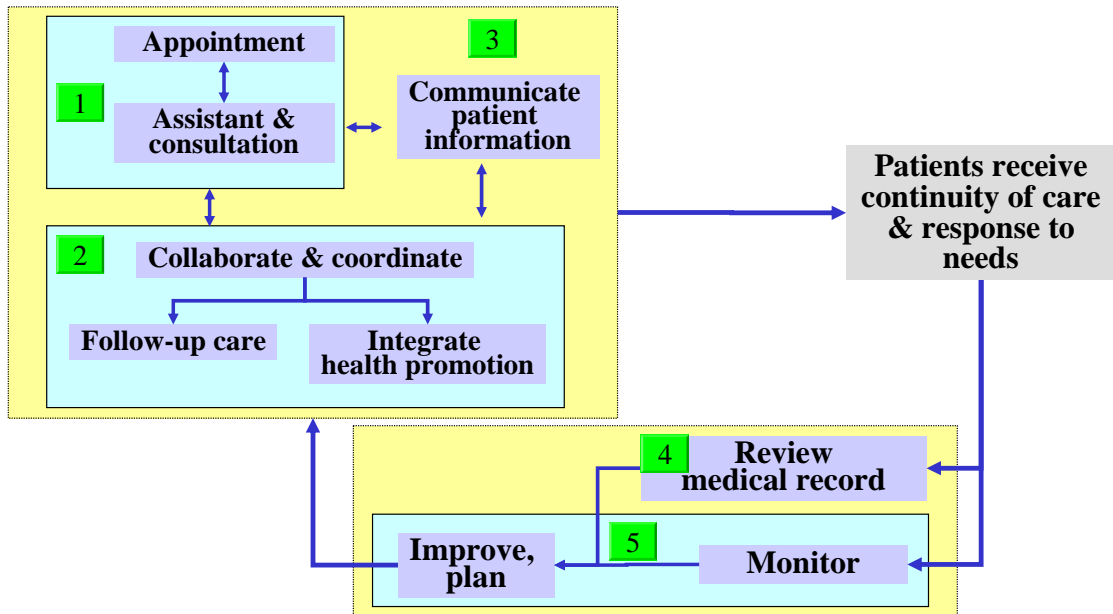 1
Appointment
Assistant &
consultation
3
Communicate
patient
information
2
Collaborate & coordinate
Follow-up care
Integrate
health promotion
Patients receive
continuity of care
& response to
needs
4
Review
medical record
5
Improve,
plan
Monitor